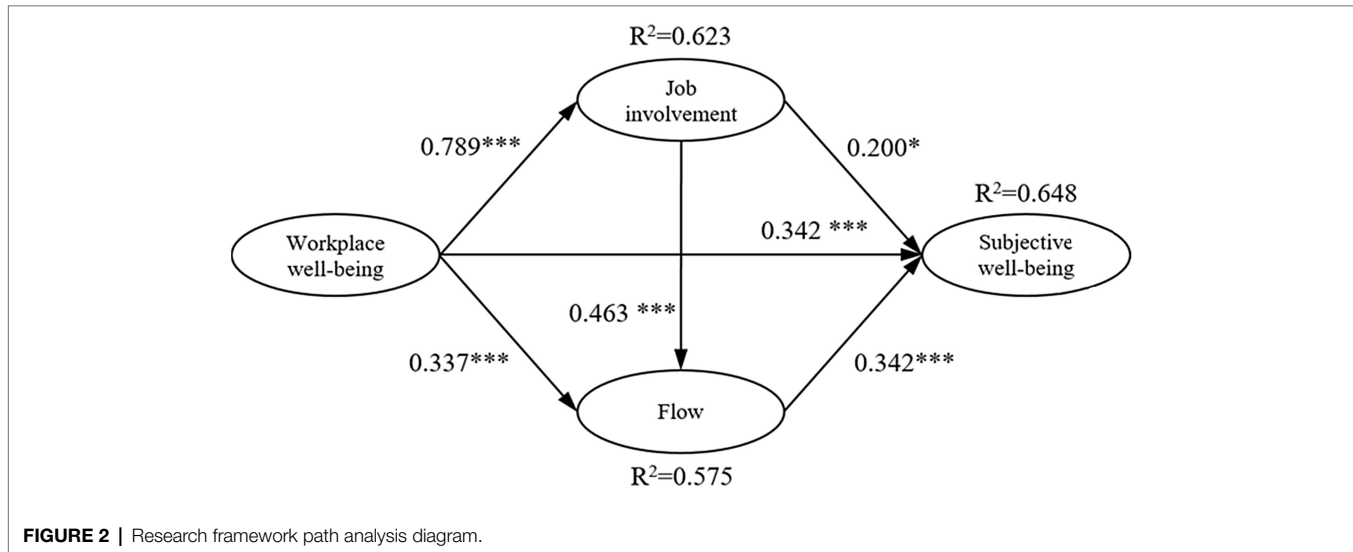 R²=0.623
Job
involvement
0.789***
0.200*
R²=0.648
0.342 ***
Workplace
well-being
Subjective
well-being
0.463 ***
0.337***
0.342***
Flow
R²=0.575
FIGURE 2 | Research framework path analysis diagram.